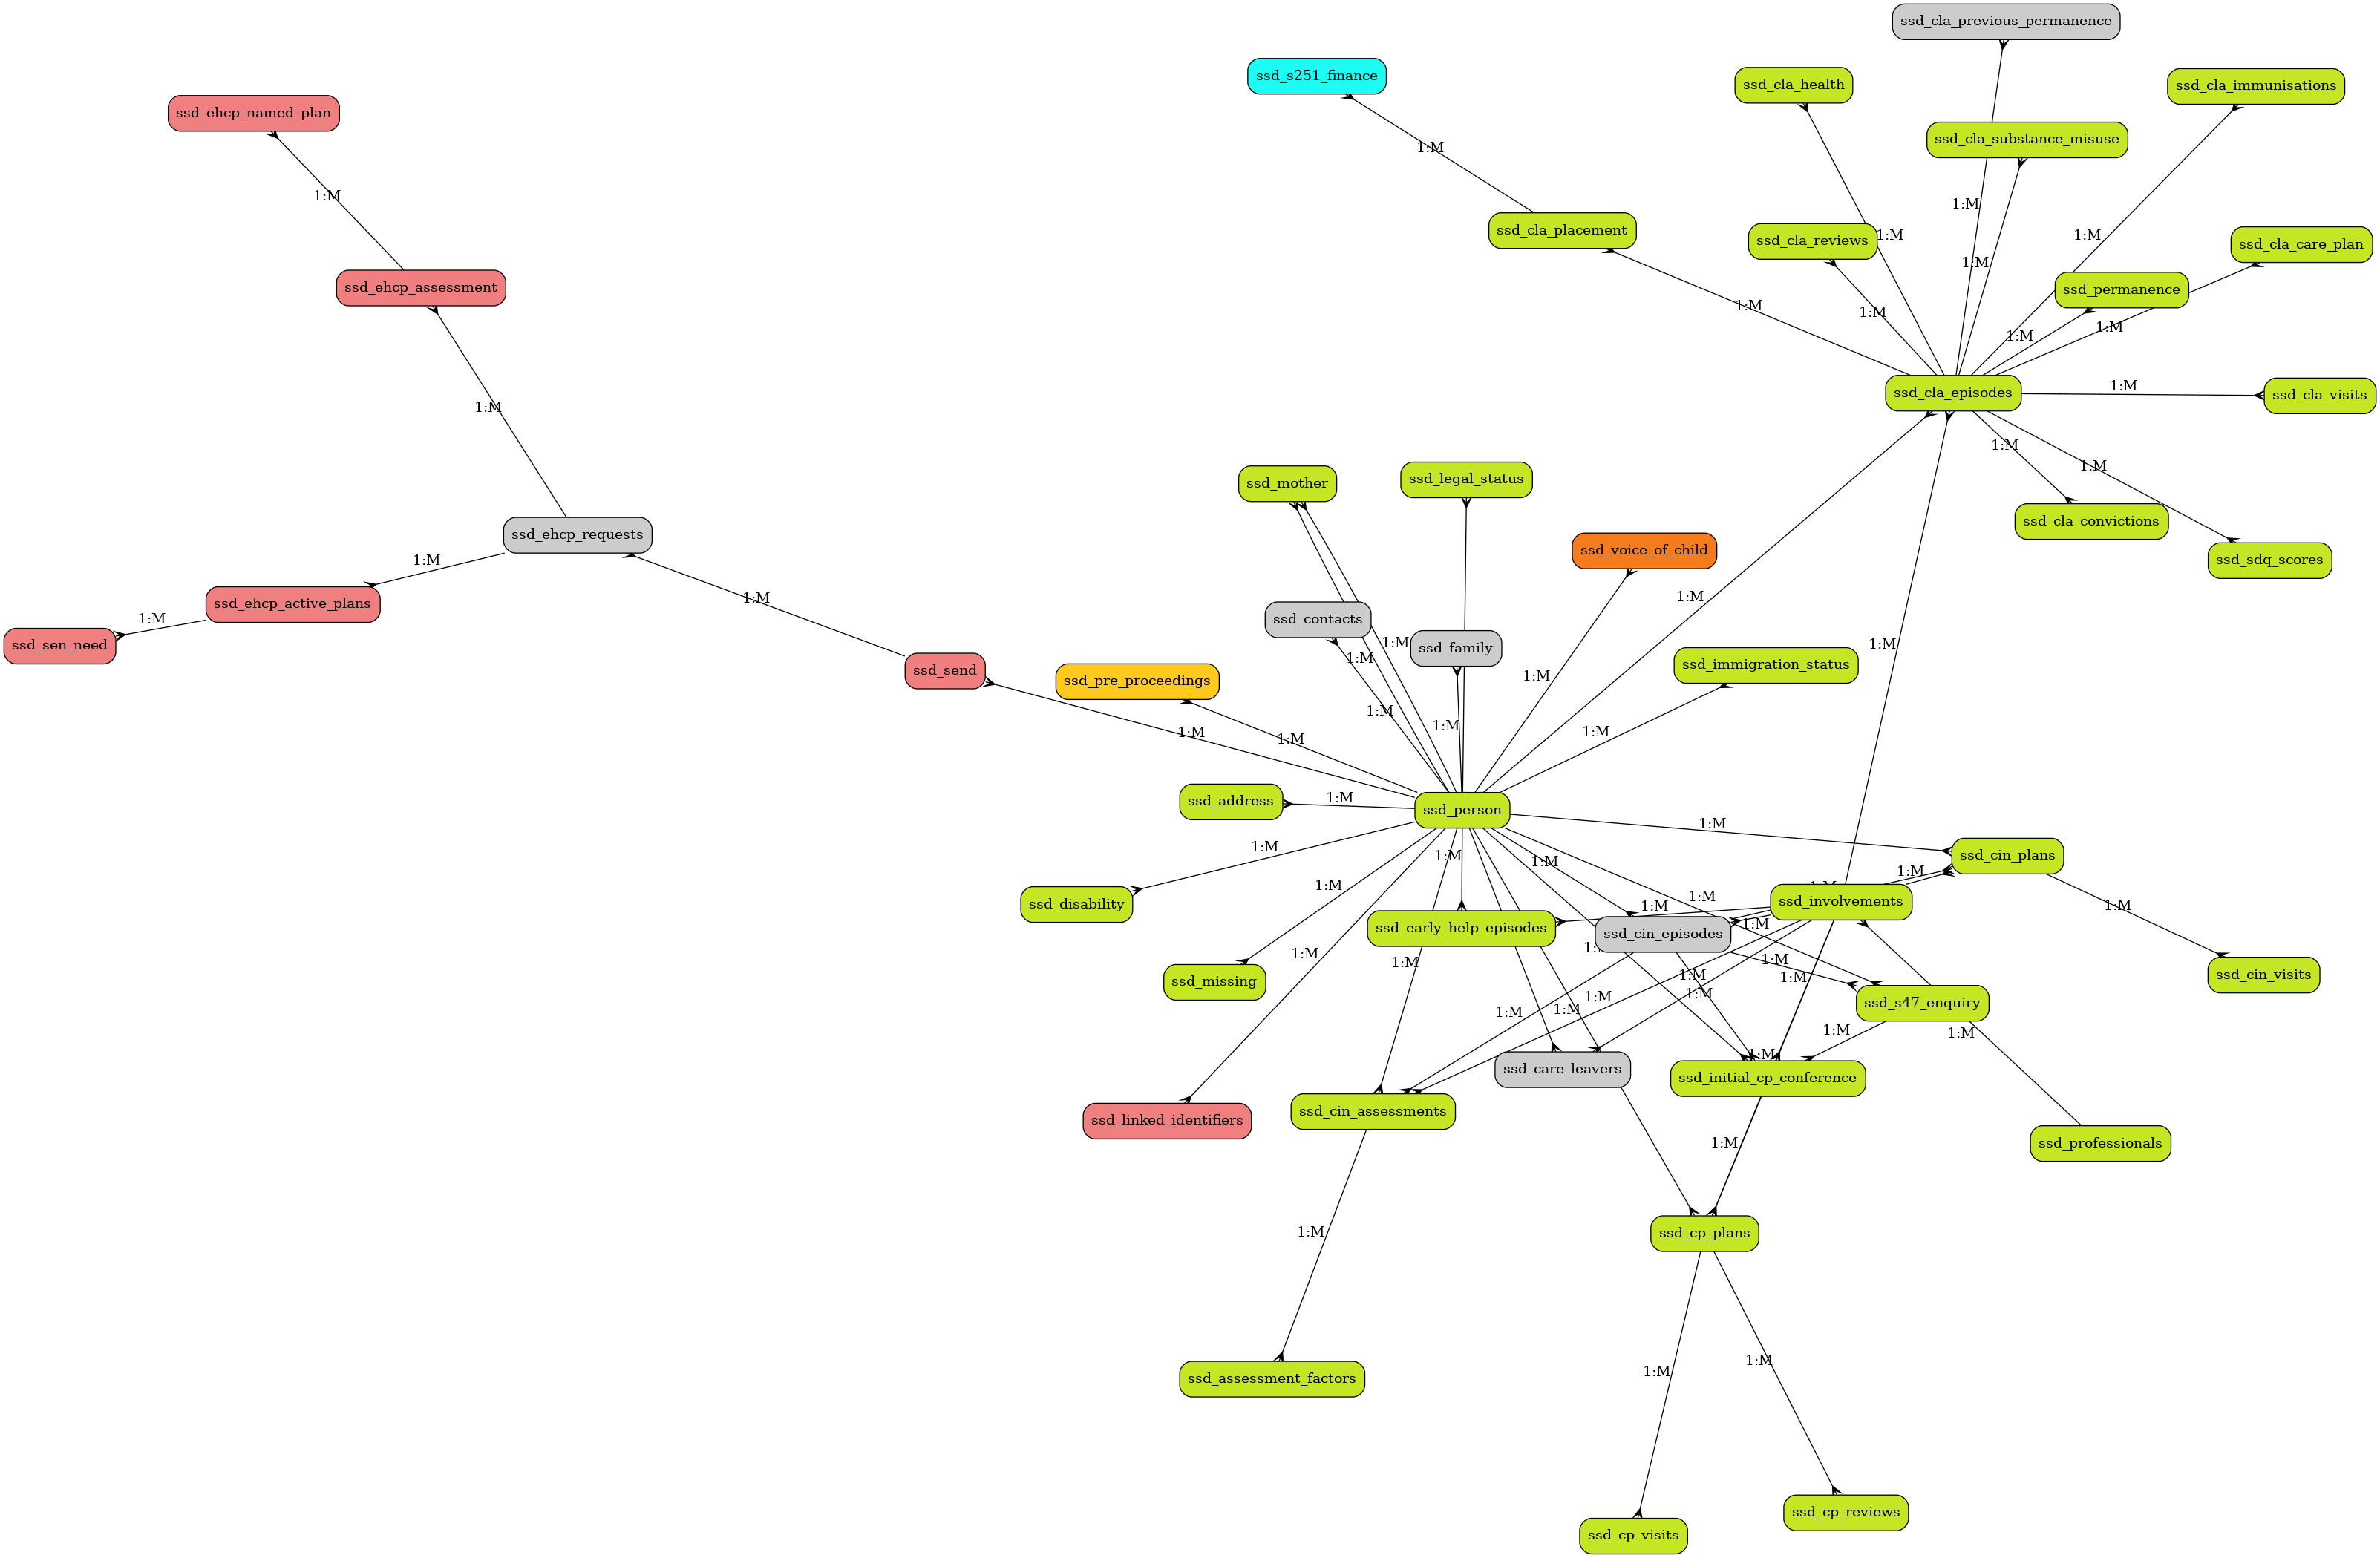 ssd_cla_previous_permanence
ssd_s251_finance
ssd_cla_health
ssd_cla_immunisations
ssd_ehcp_named_plan
ssd_cla_substance_misuse
1:M
1:M
1:M
ssd_cla_placement
ssd_cla_reviews
1:M
1:M
ssd_cla_care_plan
1:M
ssd_ehcp_assessment
ssd_permanence
1:M
1:M
1:M
1:M
ssd_cla_episodes
1:M
ssd_cla_visits
1:M
1:M
1:M
ssd_mother
ssd_legal_status
ssd_cla_convictions
ssd_ehcp_requests
ssd_voice_of_child
1:M
ssd_sdq_scores
ssd_ehcp_active_plans
1:M
1:M
ssd_contacts
1:M
ssd_sen_need
1:M
1:M
ssd_family
1:M
ssd_send
ssd_immigration_status
ssd_pre_proceedings
1:M
1:M
1:M
1:M
1:M
1:M
ssd_address
1:M
ssd_person
1:M
1:M
1:M
1:M
ssd_cin_plans
1:M
1:M
1:M
ssd_disability
1:M
ssd_involvements
1:M
1:M
ssd_early_help_episodes
1:M
ssd_cin_episodes
1:M
1:M
1:M
ssd_missing
1:M
1:M
ssd_cin_visits
1:M
1:M
ssd_s47_enquiry
1:M
1:M
1:M
1:M
1:M
ssd_care_leavers
ssd_initial_cp_conference
ssd_cin_assessments
ssd_linked_identifiers
1:M
ssd_professionals
1:M
ssd_cp_plans
1:M
1:M
ssd_assessment_factors
ssd_cp_reviews
ssd_cp_visits